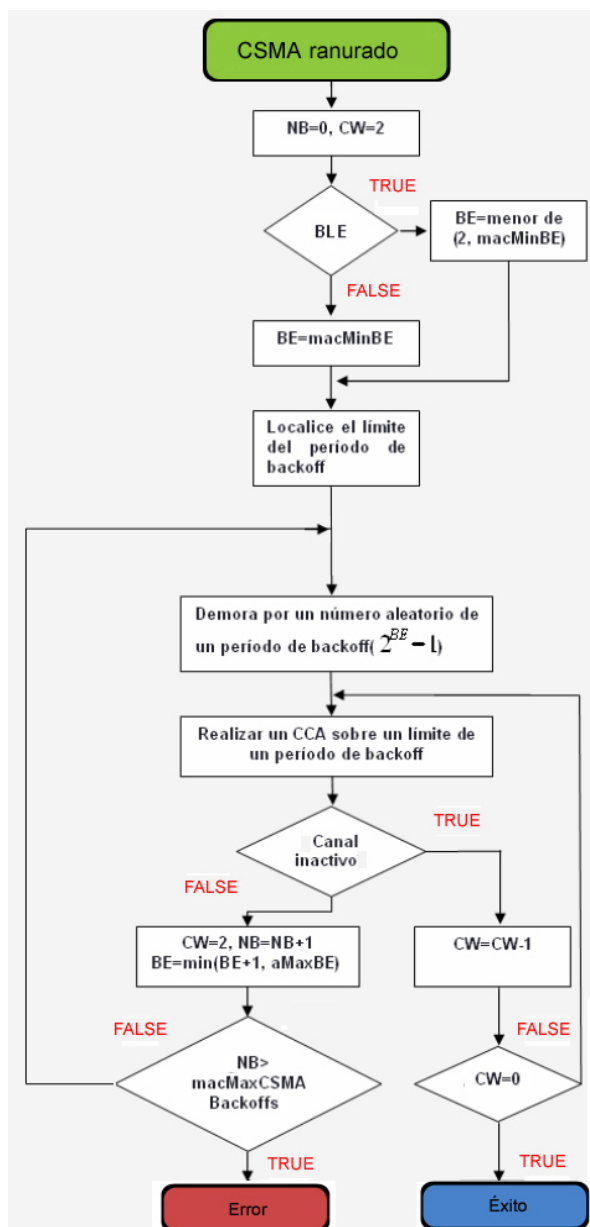 CSMA ranurado
NB=0, CW=2
TRUE
BLE
BE=menor de
(2, macMinBE)
FALSE
BE=macMinBE
Localice el límite
del período de
backoff
Demora por un número aleatorio de
un período de backoff( 2^BE – 1)
Realizar un CCA sobre un límite de
un período de backoff
Canal
inactivo
TRUE
FALSE
CW=2, NB=NB+1
BE=min(BE+1, aMaxBE)
CW=CW-1
FALSE
FALSE
NB>
macMaxCSMA
Backoffs
CW=0
TRUE
TRUE
Error
Éxito